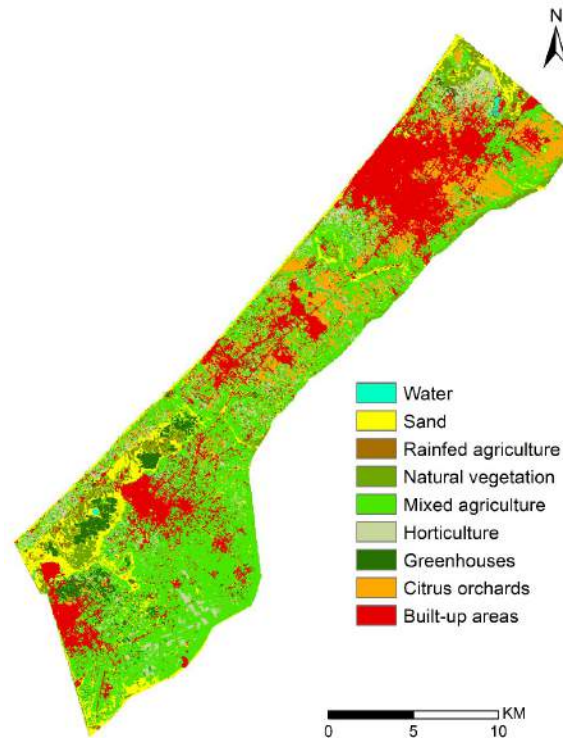 N
Water
Sand
Rainfed agriculture
Natural vegetation
Mixed agriculture
Horticulture
Greenhouses
Citrus orchards
Built-up areas
KM
0 5 10